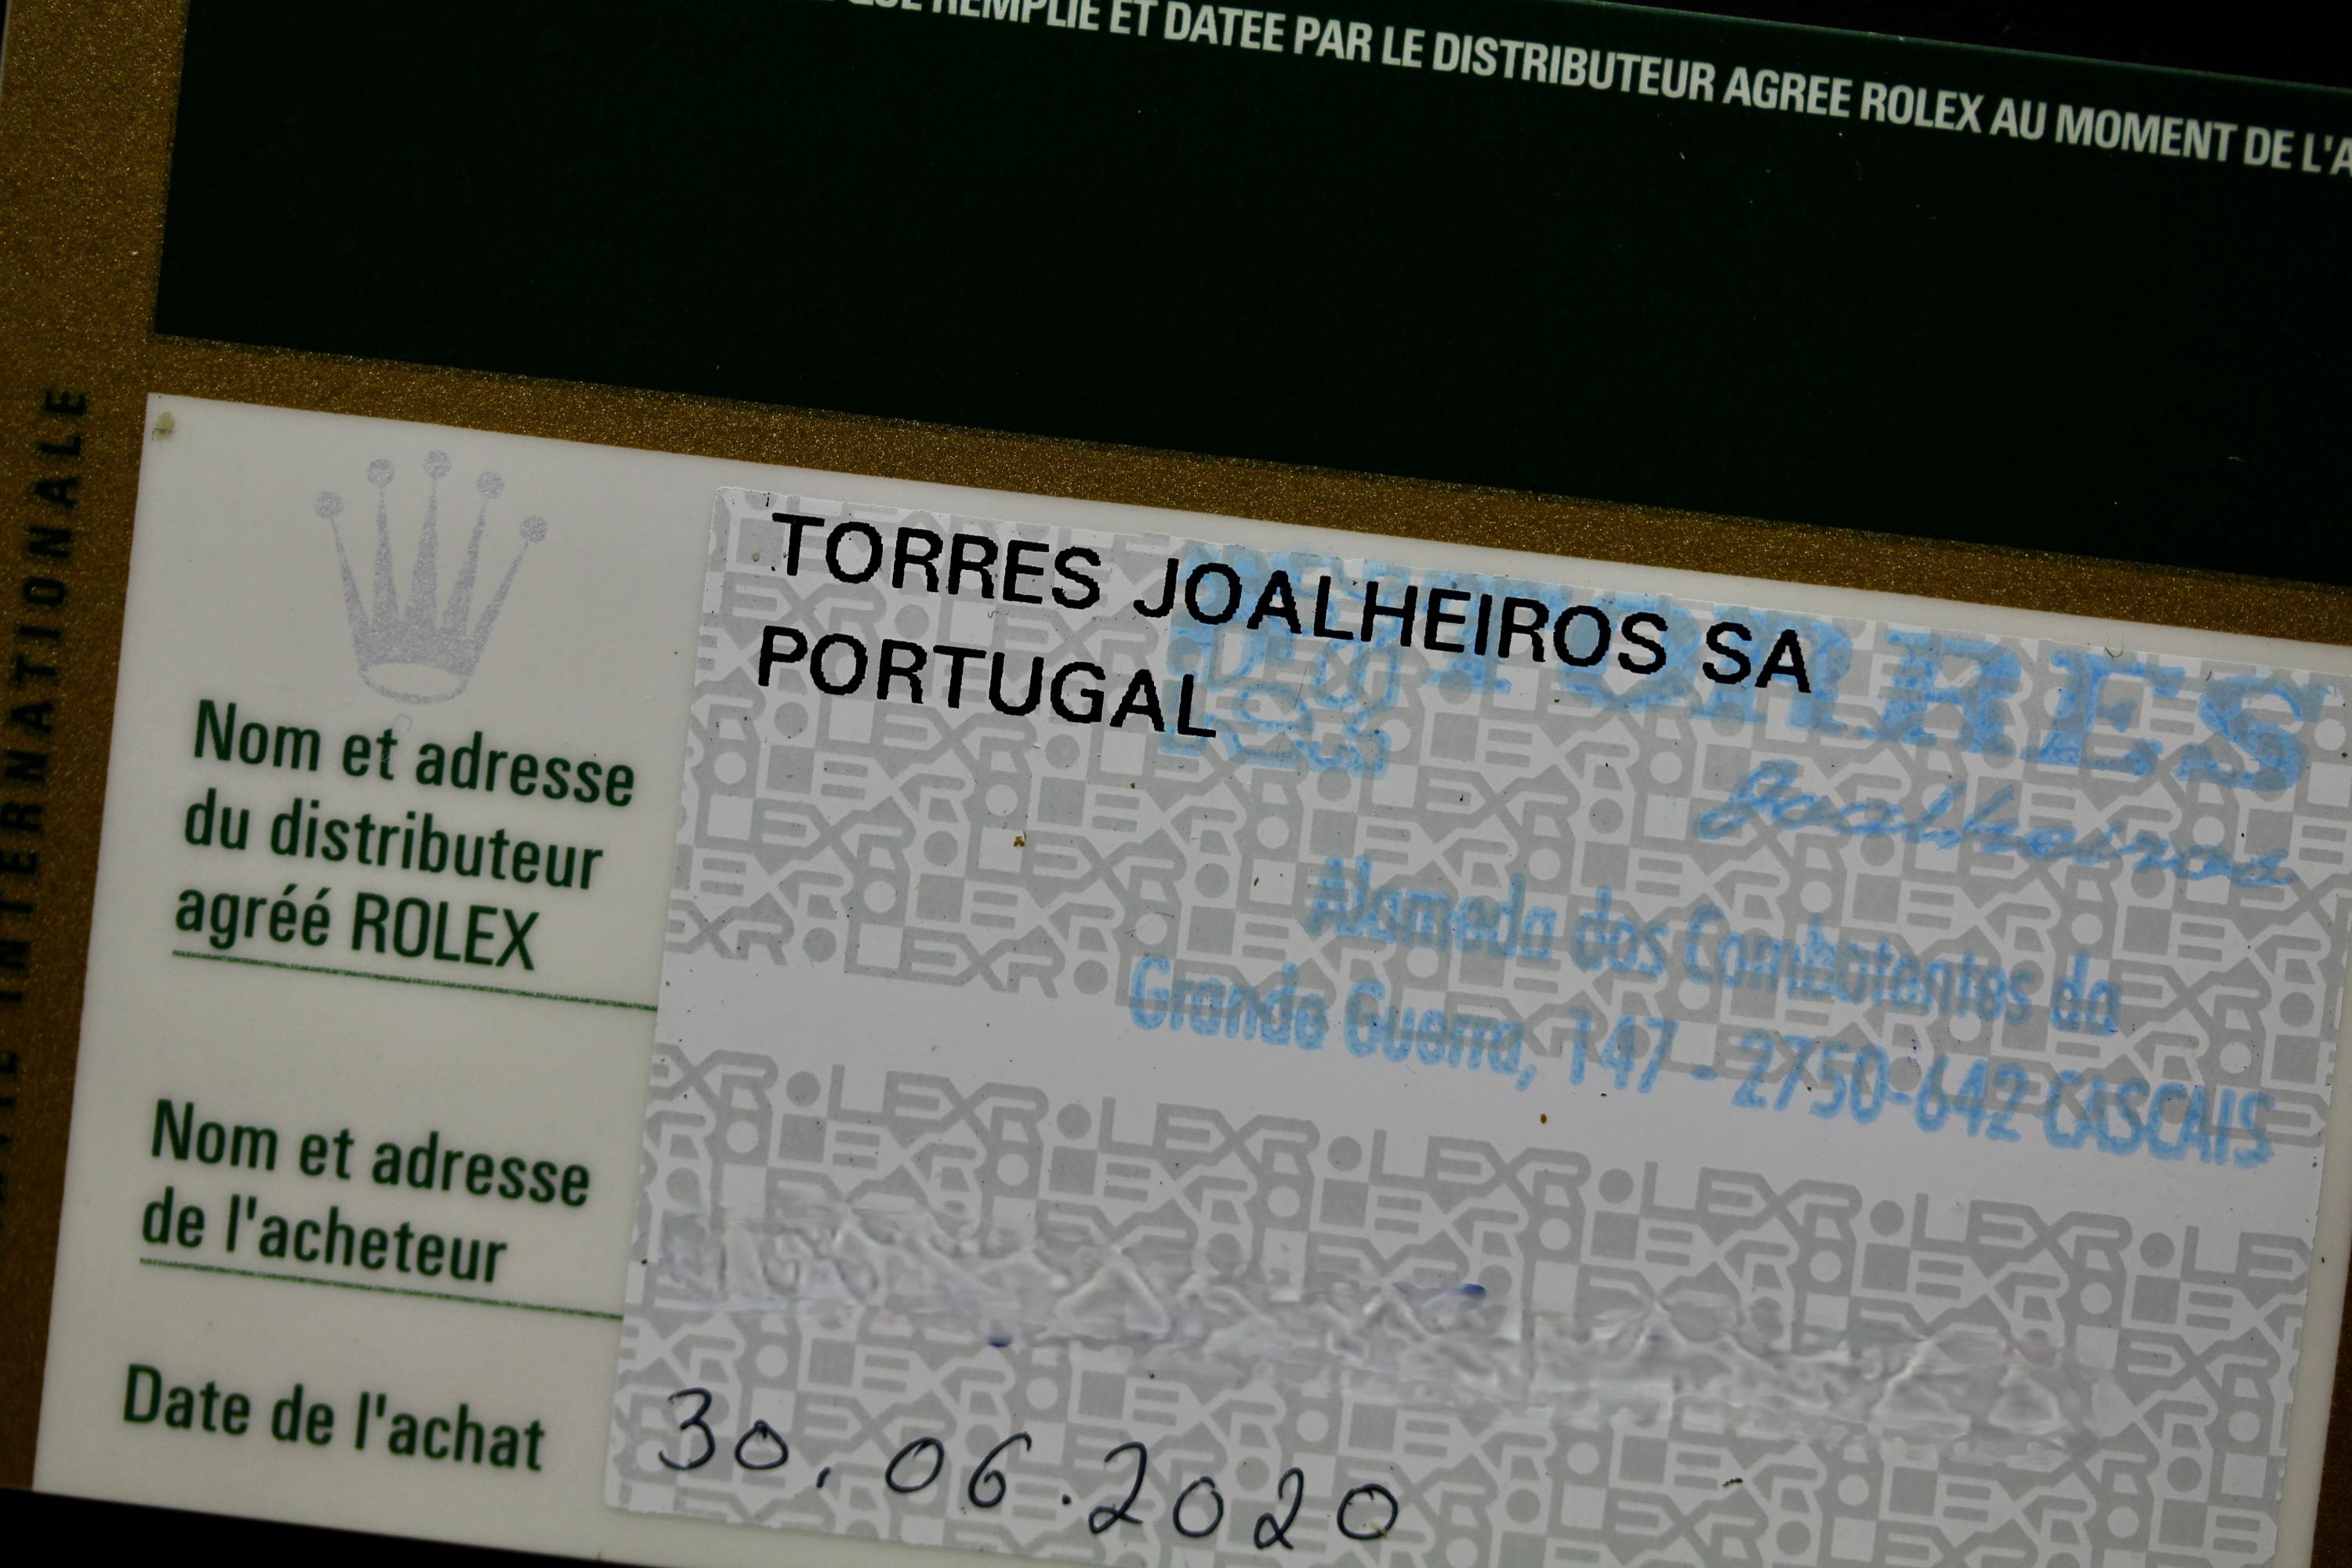 QUE REMPLIE ET DATEE PAR LE DISTRIBUTEUR AGREE ROLEX AU MOMENT DE L'A
INTERNATIONALE
TORRES JOALHEIROS SA
PORTUGAL
TORRES
Joalheiros
Alameda dos Combatentes da
Grande Guerra, 147 - 2750-642 CASCAIS
Nom et adresse
du distributeur
agréé ROLEX
Nom et adresse
de l'acheteur
Date de l'achat
30.06.2020